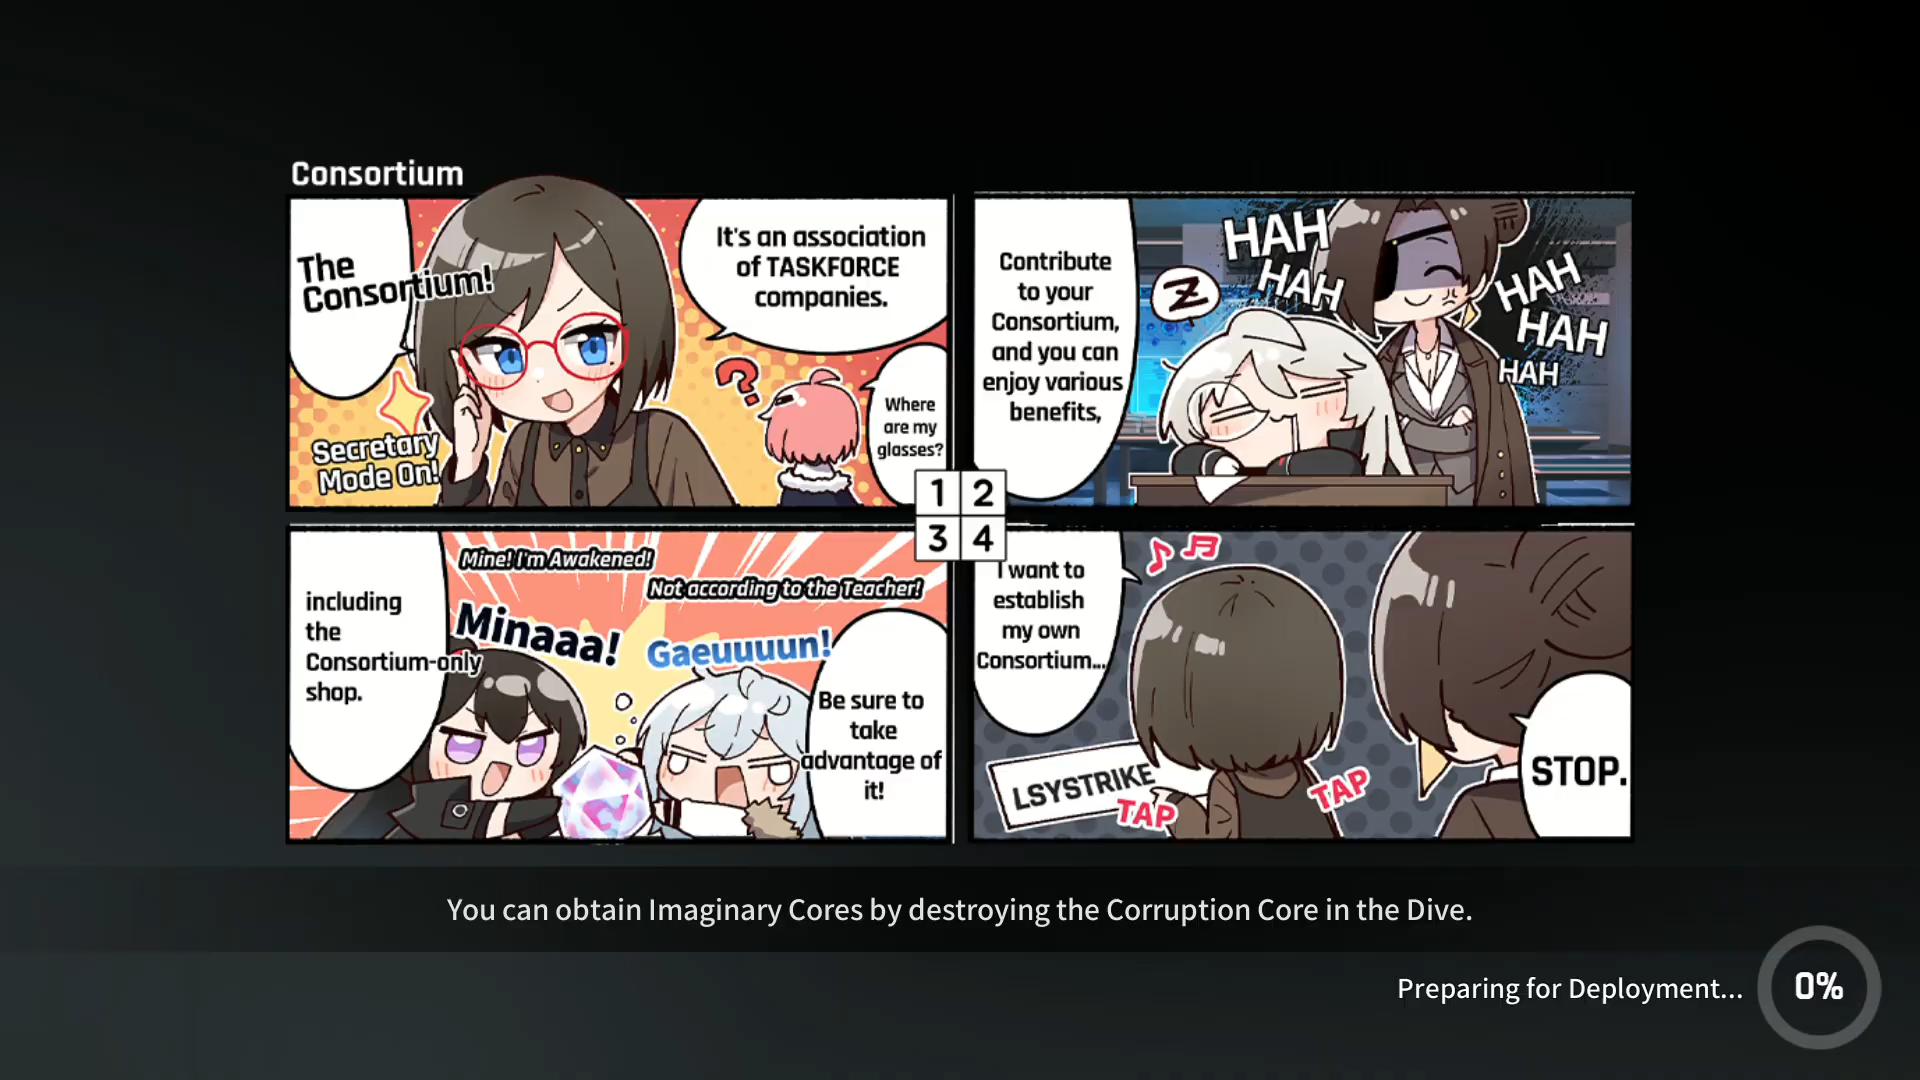 Consortium
The
Consortium!
It's an association
of TASKFORCE
companies.
?
Where
are my
glasses?
Secretary
Mode On!
Contribute
to your
Consortium,
and you can
enjoy various
benefits,
Z
HAH
HAH
HAH
HAH
HAH
1 2
3 4
including
the
Consortium-only
shop.
Mine! I'm Awakened!
Not according to the Teacher!
Minaaa!
Gaeuuuun!
Be sure to
take
advantage of
it!
I want to
establish
my own
Consortium...
LSYSTRIKE
TAP
TAP
STOP.
You can obtain Imaginary Cores by destroying the Corruption Core in the Dive.
Preparing for Deployment...
0%